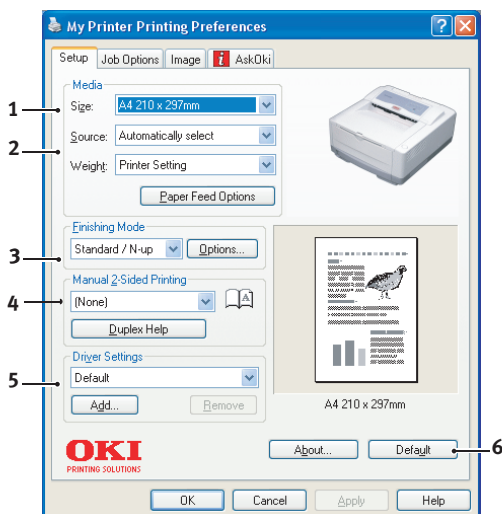 My Printer Printing Preferences
Setup Job Options Image i AskOki
Media
1
Size: A4 210 x 297mm
2
Source: Automatically select
Weight: Printer Setting
Paper Feed Options
Finishing Mode
3
Standard / N-up Options...
Manual 2-Sided Printing
4
(None) A
Duplex Help
Driver Settings
5
Default
Add... Remove
A4 210 x 297mm
OKI
PRINTING SOLUTIONS
About... Default 6
OK Cancel Apply Help